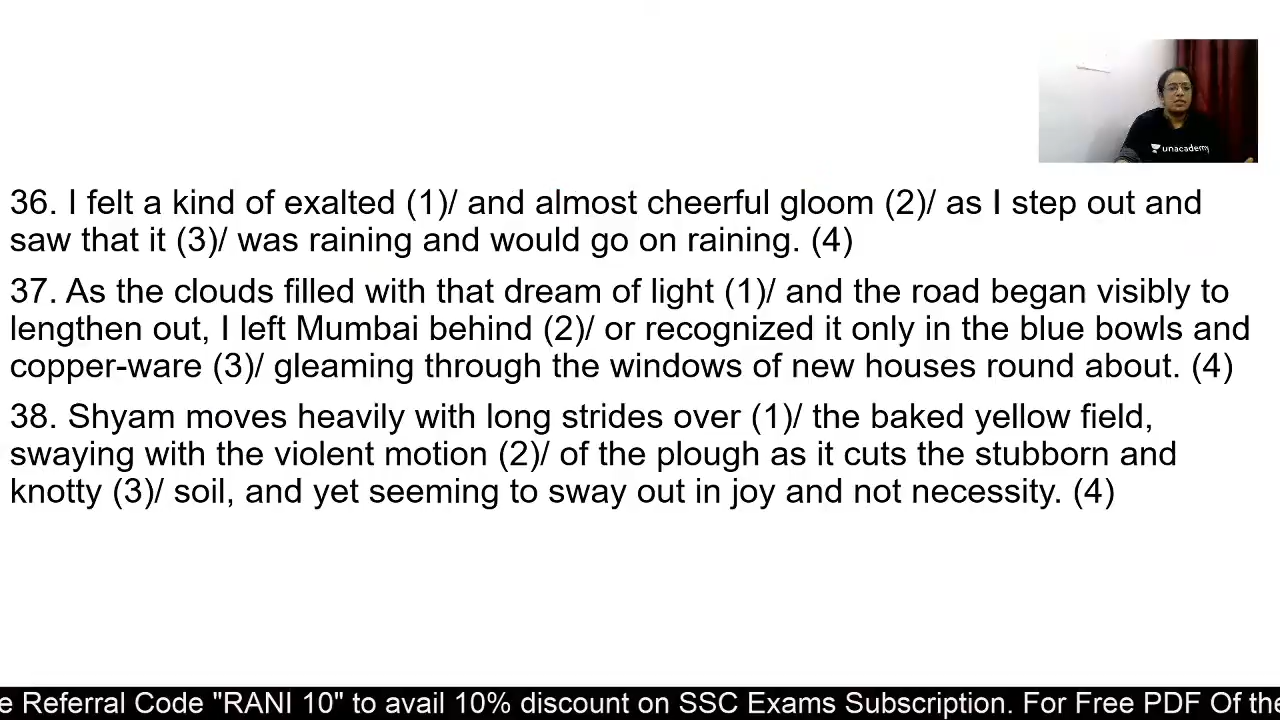 unacademy
36. I felt a kind of exalted (1)/ and almost cheerful gloom (2)/ as I step out and
saw that it (3)/ was raining and would go on raining. (4)
37. As the clouds filled with that dream of light (1)/ and the road began visibly to
lengthen out, I left Mumbai behind (2)/ or recognized it only in the blue bowls and
copper-ware (3)/ gleaming through the windows of new houses round about. (4)
38. Shyam moves heavily with long strides over (1)/ the baked yellow field,
swaying with the violent motion (2)/ of the plough as it cuts the stubborn and
knotty (3)/ soil, and yet seeming to sway out in joy and not necessity. (4)
e Referral Code "RANI 10" to avail 10% discount on SSC Exams Subscription. For Free PDF Of the